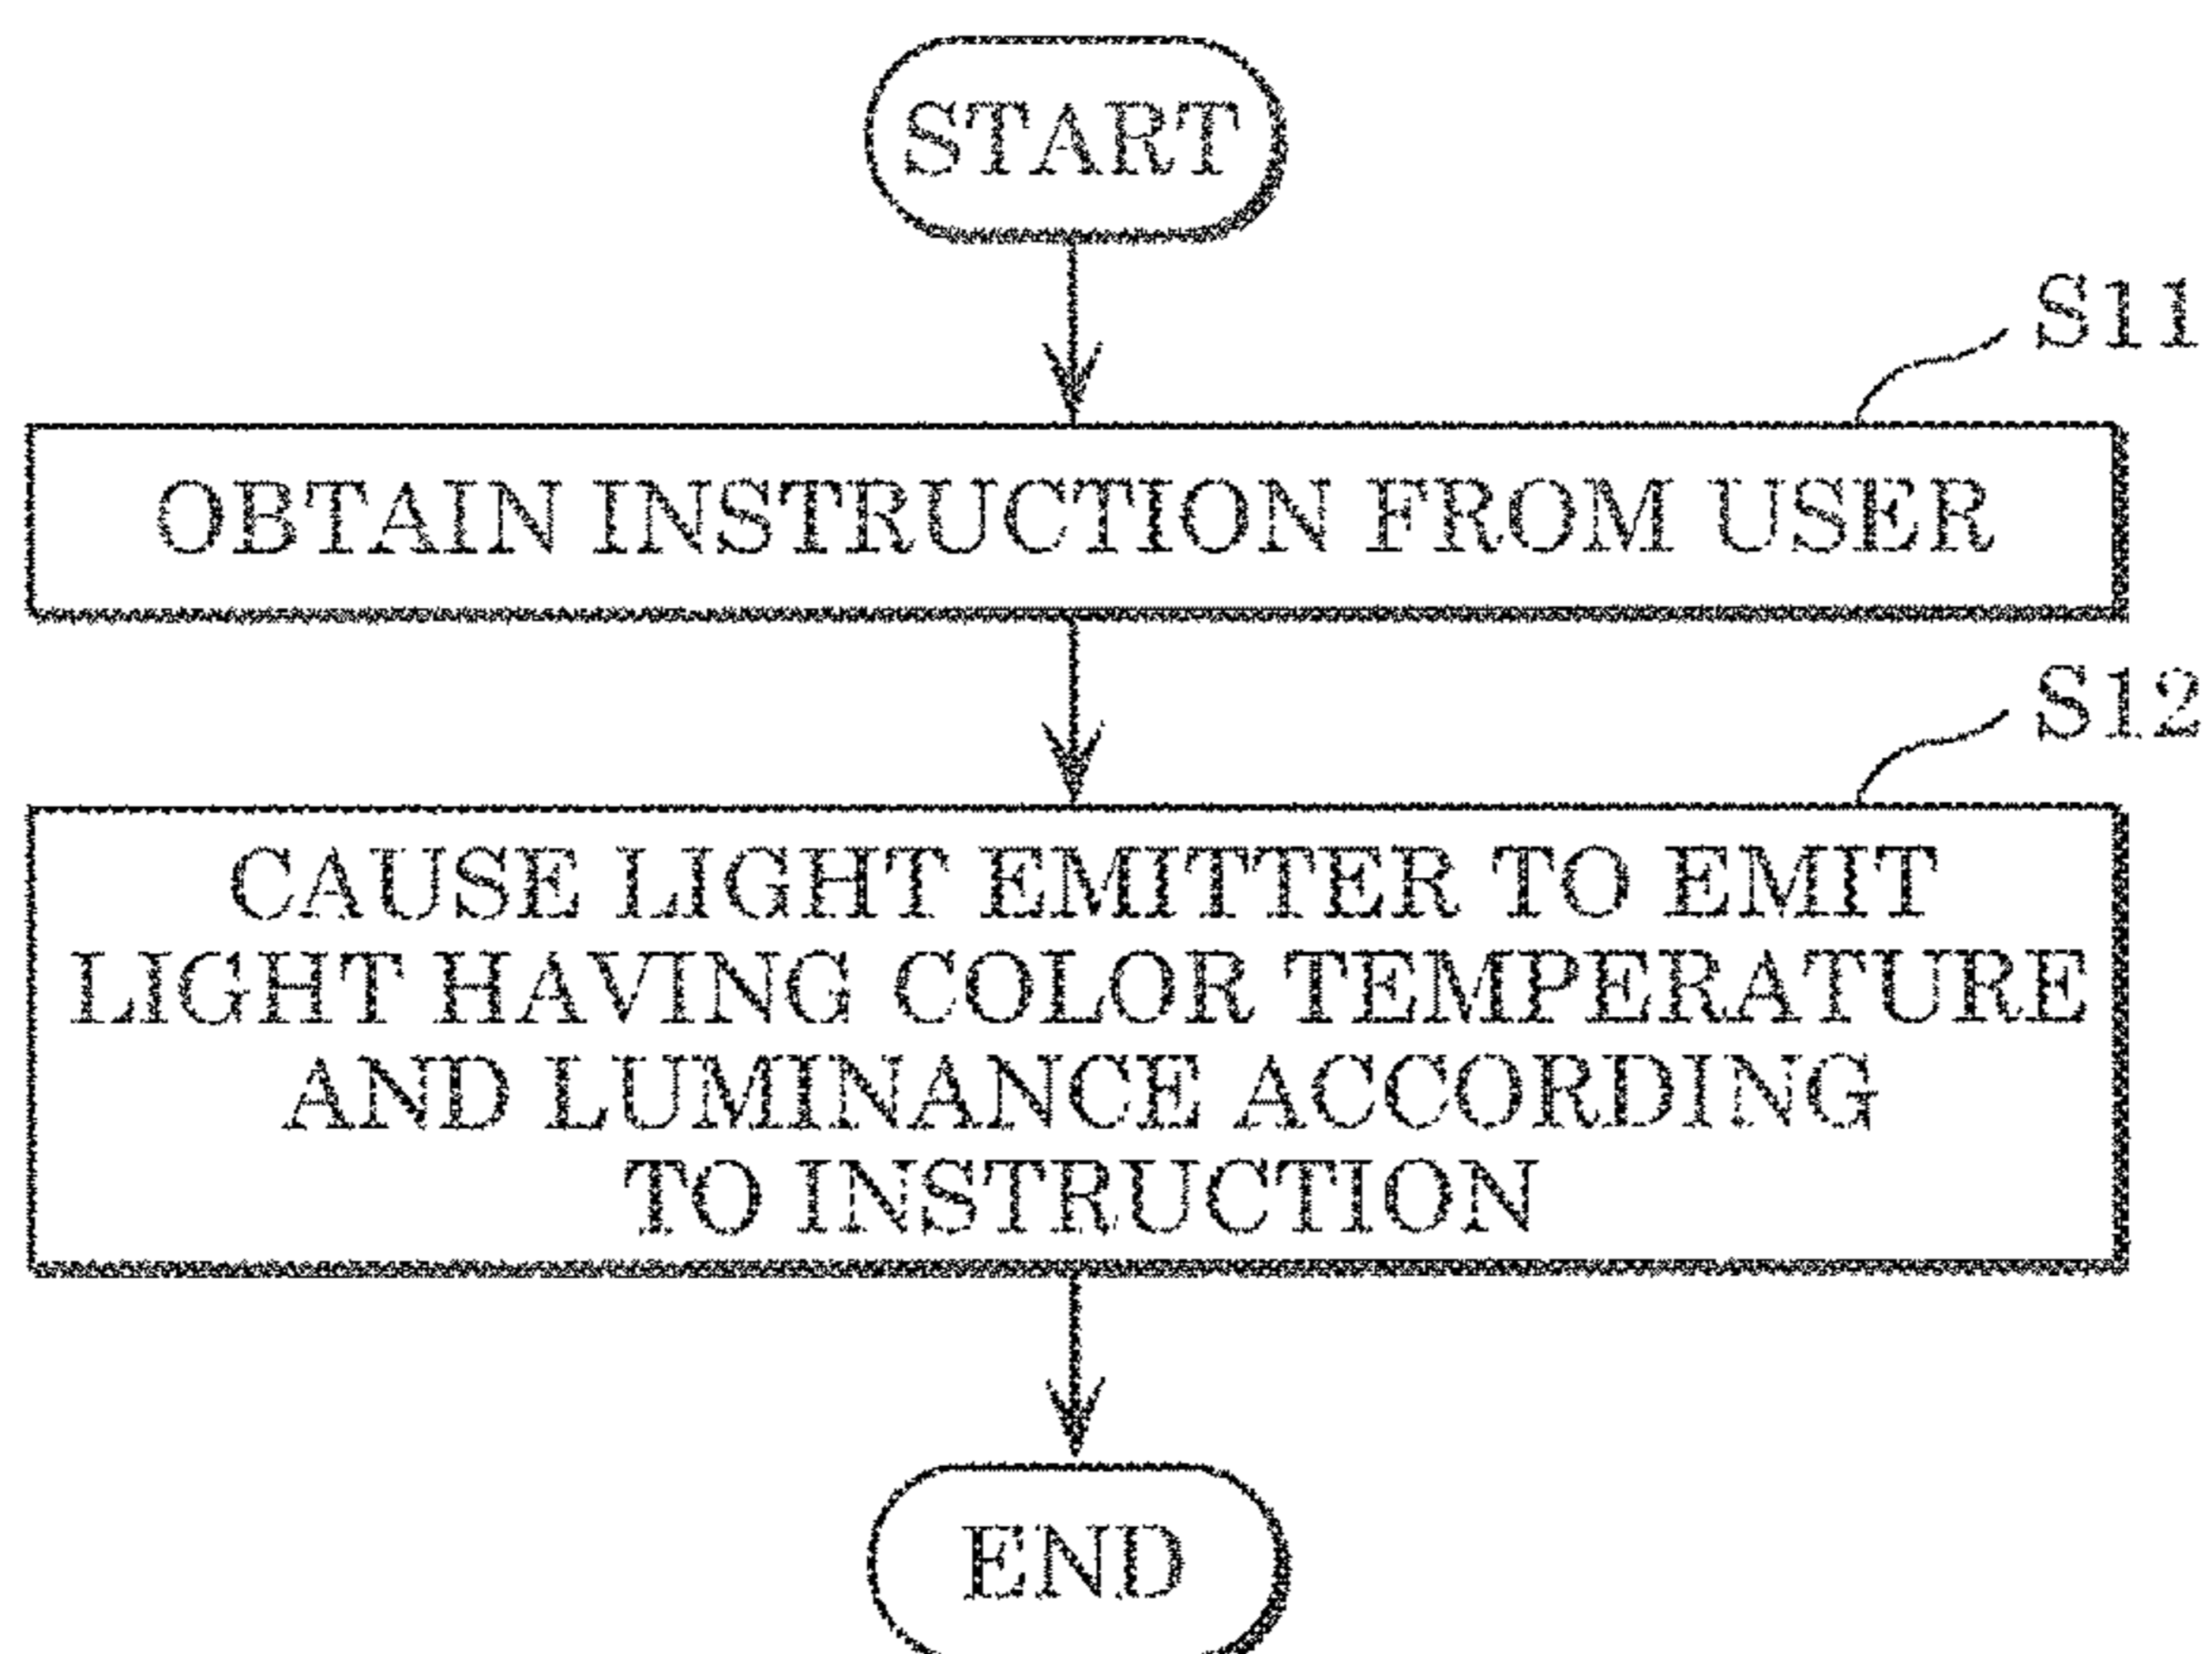 START
S11
OBTAIN INSTRUCTION FROM USER
S12
CAUSE LIGHT EMITTER TO EMIT
LIGHT HAVING COLOR TEMPERATURE
AND LUMINANCE ACCORDING
TO INSTRUCTION
END